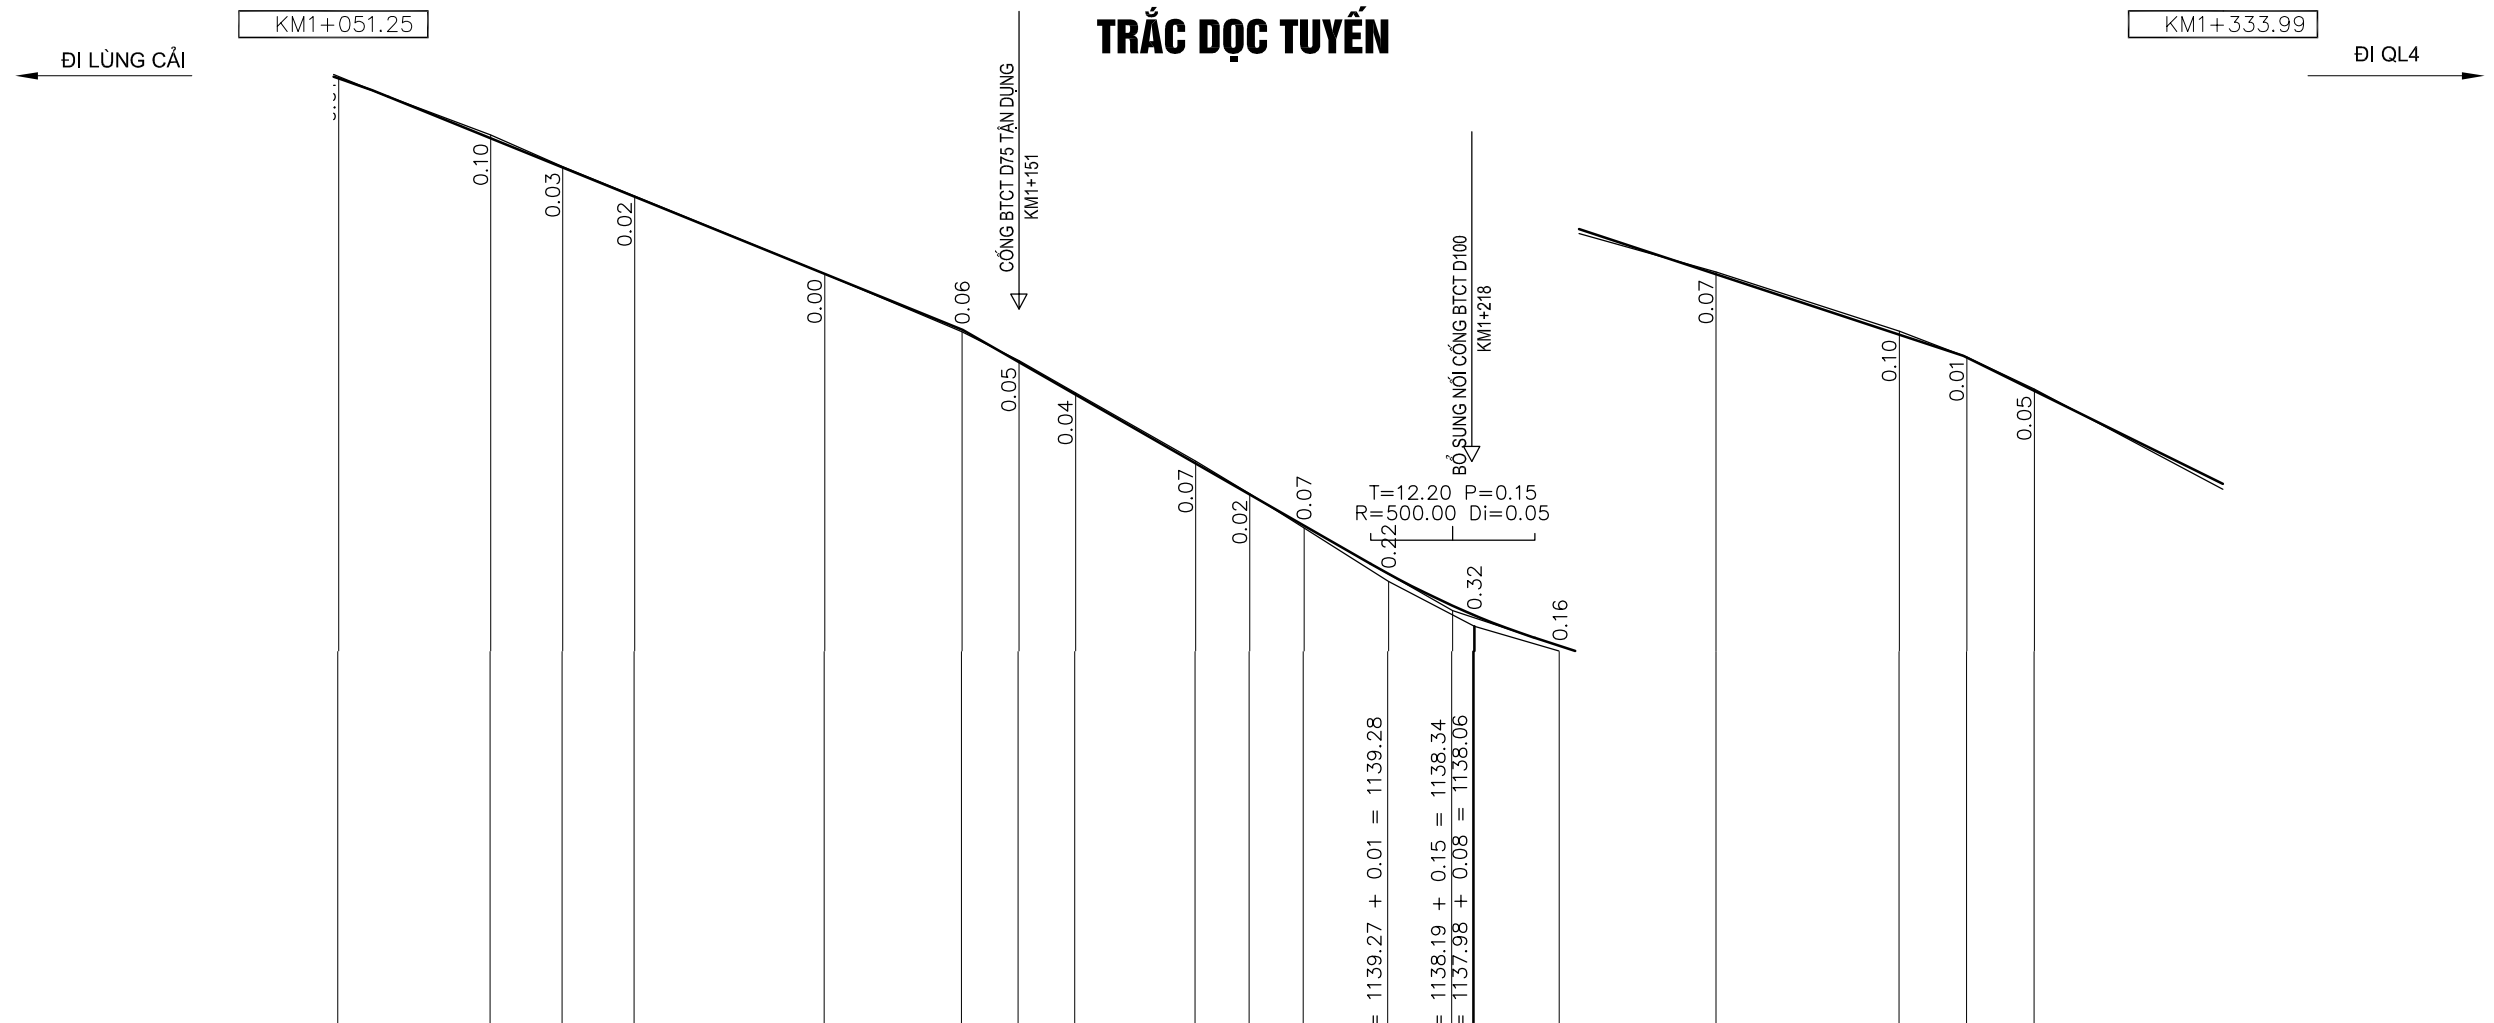 KM1+051.25
TRẮC DỌC TUYẾN
KM1+333.99
ĐI LÙNG CẢI
ĐI QL4
CỐNG BTCT D75 TẬN DỤNG
KM1+151
BỔ SUNG NỐI CỐNG BTCT D100
KM1+218
0.10
0.03
0.02
0.00
0.06
0.05
0.04
0.07
0.02
0.07
T=12.20 P=0.15
R=500.00 Di=0.05
0.22
0.32
0.16
0.07
0.10
0.01
0.05
= 1139.27 + 0.01 = 1139.28
= 1138.19 + 0.15 = 1138.34
= 1137.98 + 0.08 = 1138.06